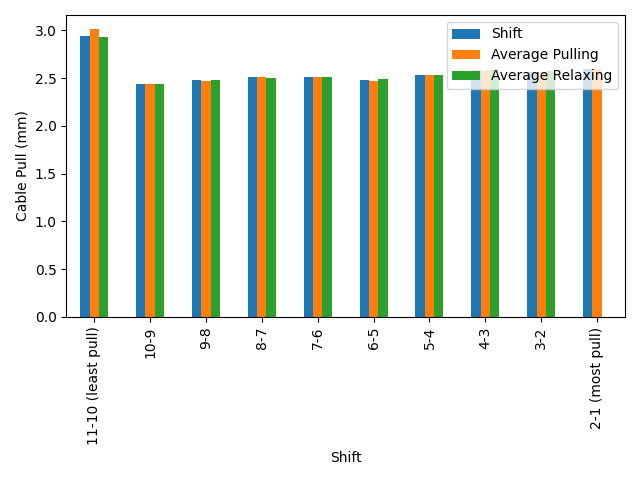 3.0
2.5
2.0
1.5
1.0
0.5
0.0
Cable Pull (mm)
Shift
Average Pulling
Average Relaxing
11-10 (least pull)
10-9
9-8
8-7
7-6
6-5
5-4
4-3
3-2
2-1 (most pull)
Shift